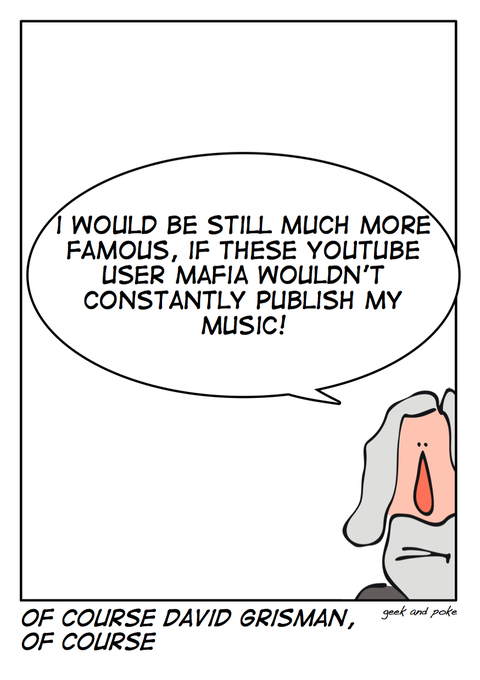 I WOULD BE STILL MUCH MORE
FAMOUS, IF THESE YOUTUBE
USER MAFIA WOULDN'T
CONSTANTLY PUBLISH MY
MUSIC!
geek and poke
OF COURSE DAVID GRISMAN,
OF COURSE